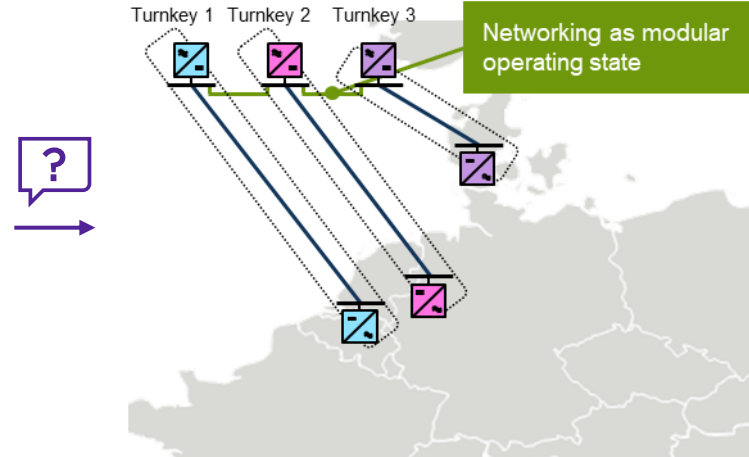 Turnkey 1 Turnkey 2 Turnkey 3
Networking as modular
operating state
?